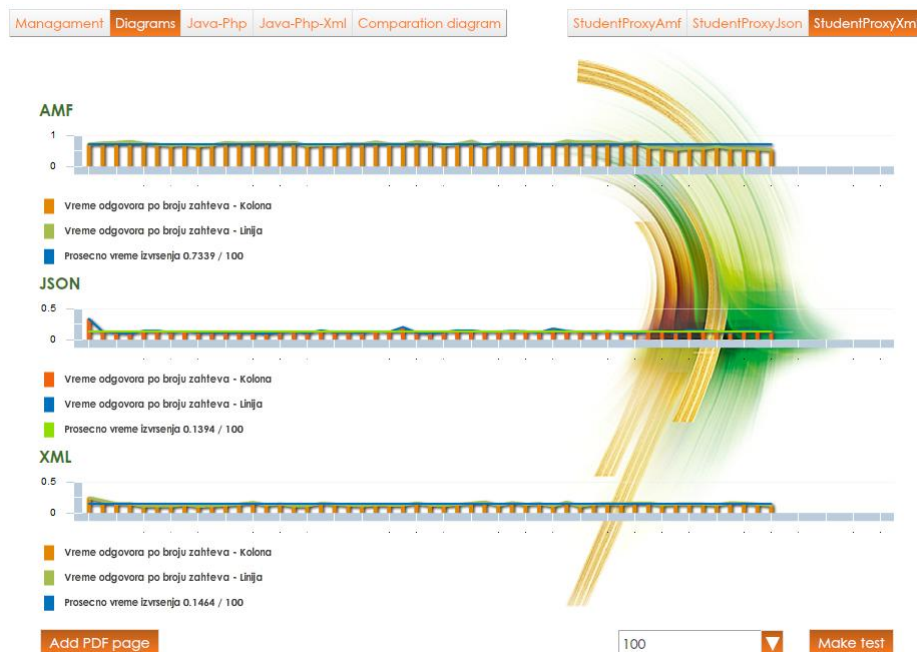 Managament Diagrams Java-Php Java-Php-Xml Comparation diagram StudentProxyAmf StudentProxyJson StudentProxyXm
AMF
1
0
Vreme odgovora po broju zahteva - Kolona
Vreme odgovora po broju zahteva - Linija
Prosecno vreme izvrsenja 0.7339 / 100
JSON
0.5
0
Vreme odgovora po broju zahteva - Kolona
Vreme odgovora po broju zahteva - Linija
Prosecno vreme izvrsenja 0.1394 / 100
XML
0.5
0
Vreme odgovora po broju zahteva - Kolona
Vreme odgovora po broju zahteva - Linija
Prosecno vreme izvrsenja 0.1464 / 100
Add PDF page 100 Make test